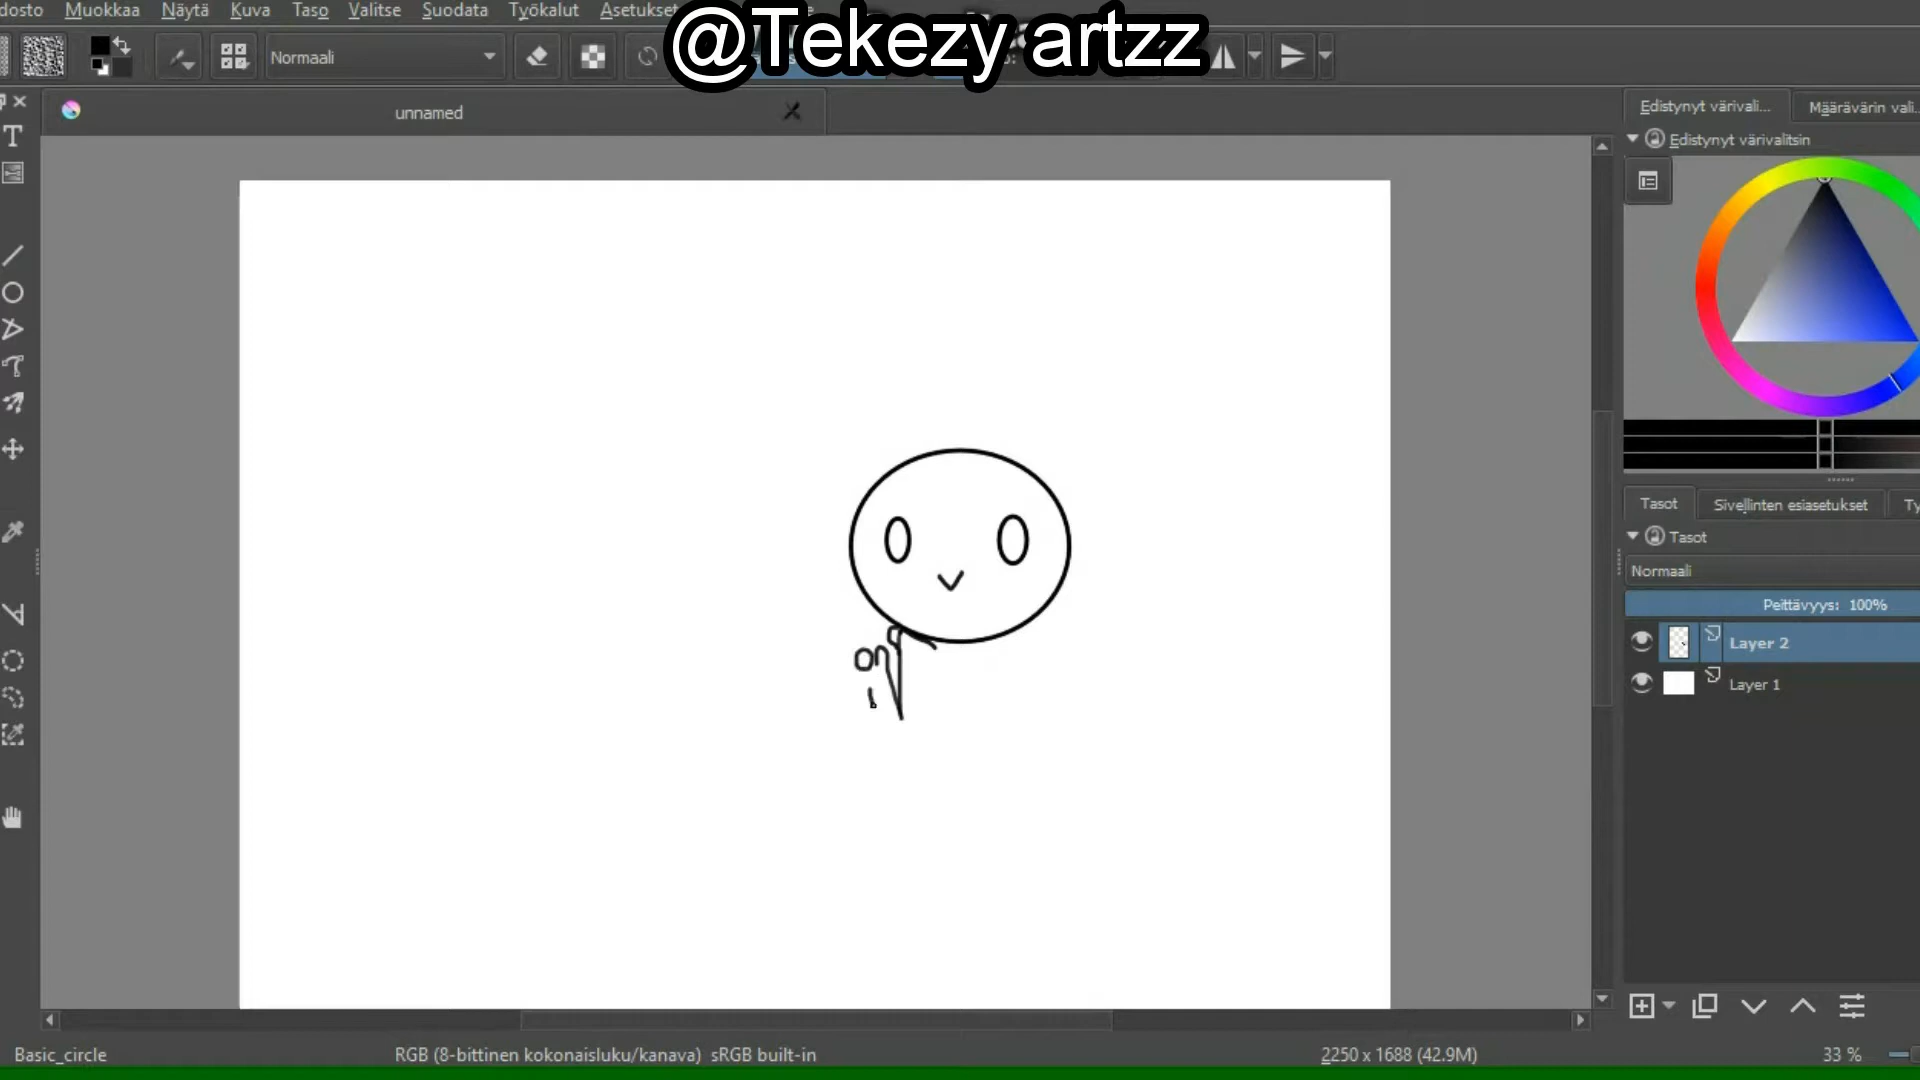 dosto Muokkaa Näytä Kuva Taso Valitse Suodata Työkalut Asetukset
@Tekezy artzz
Normaali
unnamed
Edistynyt värivali... Määrävärin vali...
Edistynyt värivalitsin
Tasot Sivellinten esiasetukset Ty
Tasot
Normaali
Peittävyys: 100%
Layer 2
Layer 1
Basic_circle RGB (8-bittinen kokonaisluku/kanava) sRGB built-in 2250 x 1688 (42.9M) 33 %